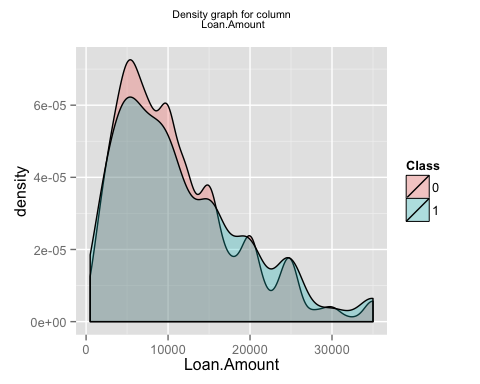 Density graph for column
Loan.Amount
density
6e-05
4e-05
2e-05
0e+00
0
10000
20000
30000
Loan.Amount
Class
0
1